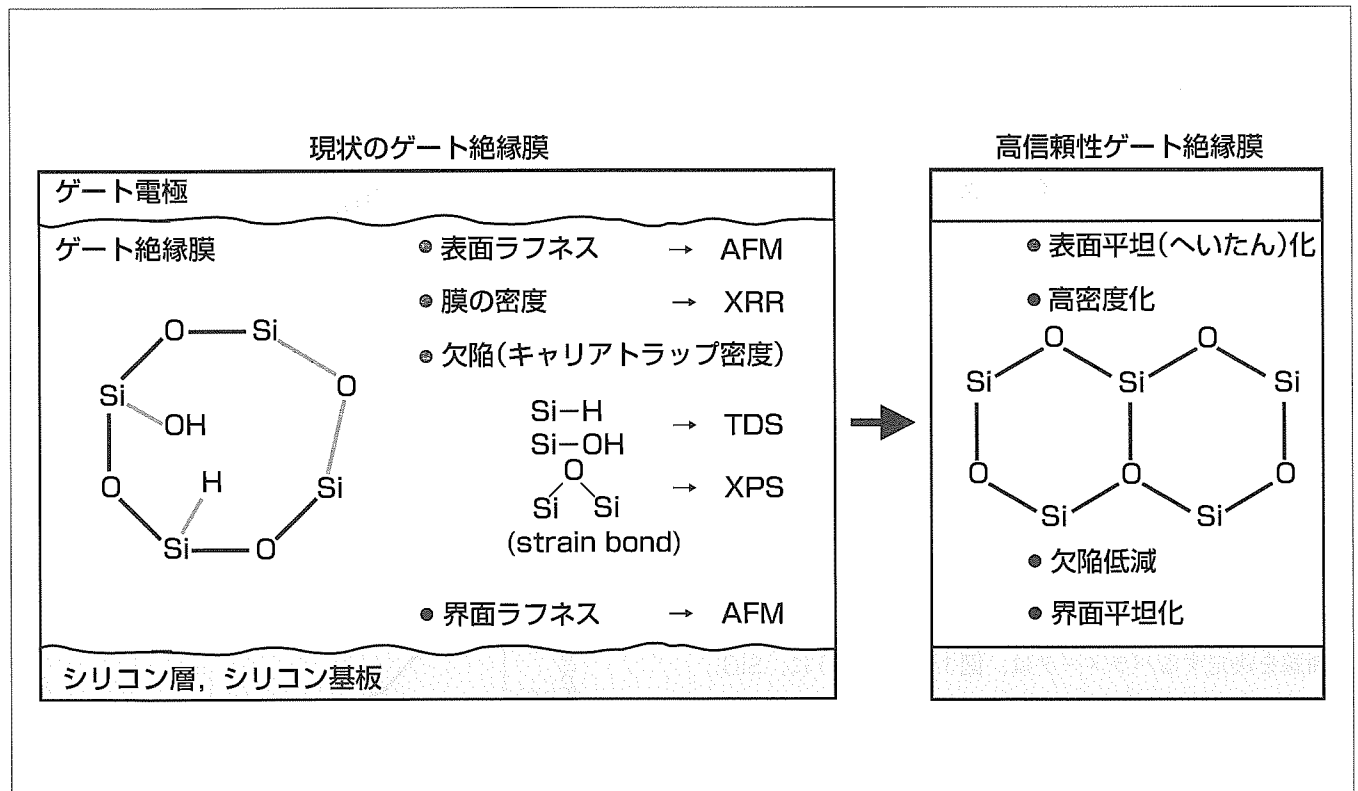 現状のゲート絶縁膜
ゲート電極
ゲート絶縁膜
● 表面ラフネス → AFM
● 膜の密度 → XRR
● 欠陥(キャリアトラップ密度)
Si−H
Si−OH
→ TDS
O
Si Si
→ XPS
(strain bond)
● 界面ラフネス → AFM
O Si
Si O
OH
O H Si
Si O
シリコン層, シリコン基板
高信頼性ゲート絶縁膜
● 表面平坦(へいたん)化
● 高密度化
O O
Si Si Si
O O O
Si Si
● 欠陥低減
● 界面平坦化